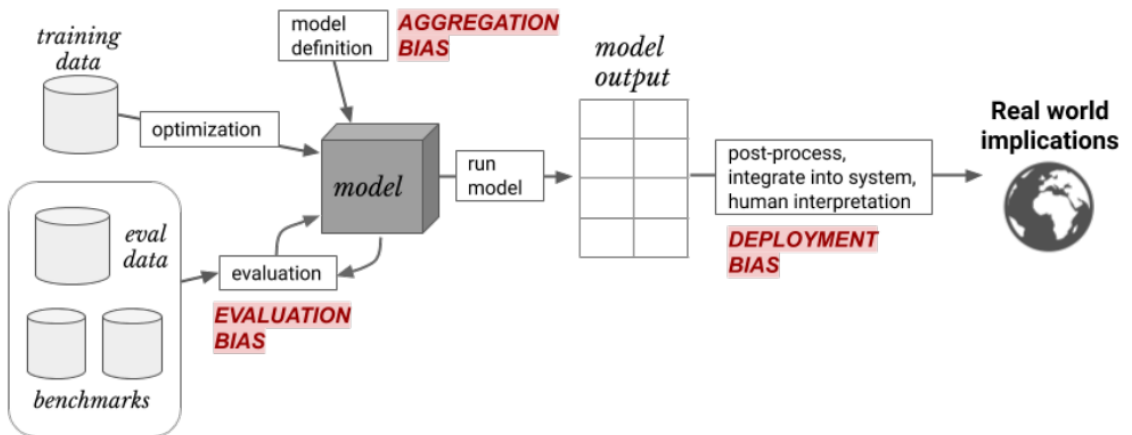 training
data
model
definition
AGGREGATION
BIAS
model
output
optimization
model
run
model
post-process,
integrate into system,
human interpretation
Real world
implications
DEPLOYMENT
BIAS
eval
data
evaluation
EVALUATION
BIAS
benchmarks